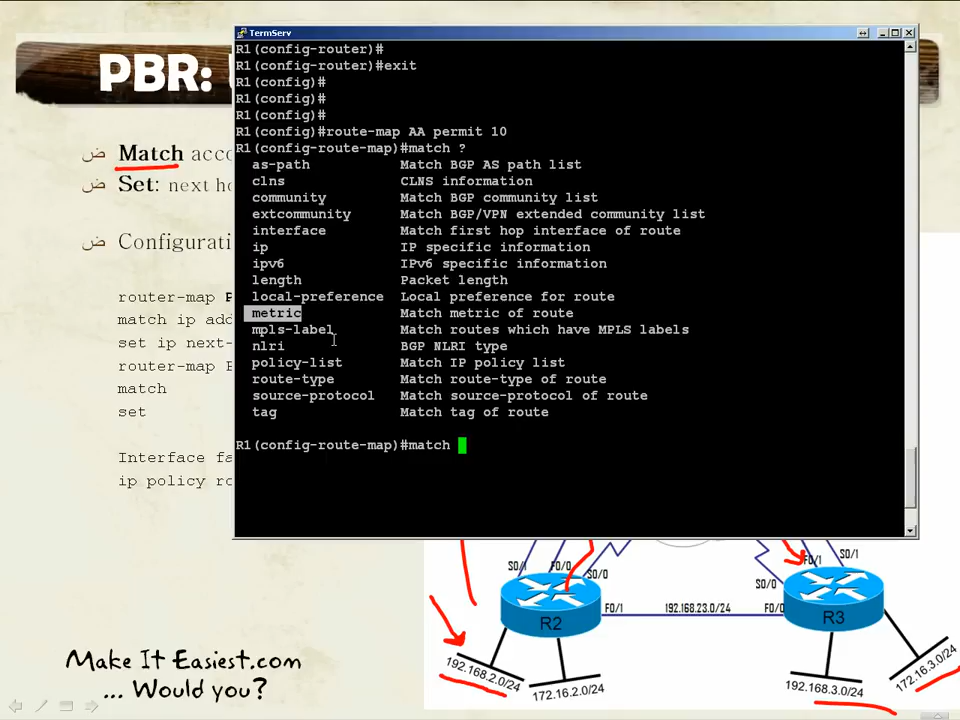 PBR:
ض Match acco
ض Set: next ho
ض Configurati
router-map
match ip add
set ip next-
router-map
match
set
Interface fa
ip policy ro
TermServ
R1(config-router)#
R1(config-router)#exit
R1(config)#
R1(config)#
R1(config)#
R1(config)#route-map AA permit 10
R1(config-route-map)#match ?
as-path Match BGP AS path list
clns CLNS information
community Match BGP community list
extcommunity Match BGP/VPN extended community list
interface Match first hop interface of route
ip IP specific information
ipv6 IPv6 specific information
length Packet length
local-preference Local preference for route
metric Match metric of route
mpls-label Match routes which have MPLS labels
nlri BGP NLRI type
policy-list Match IP policy list
route-type Match route-type of route
source-protocol Match source-protocol of route
tag Match tag of route
R1(config-route-map)#match
S0/1 F0/0 S0/0
F0/1 S0/1
S0/0
R2 F0/1 192.168.23.0/24 F0/0 R3
192.168.2.0/24 172.16.2.0/24
192.168.3.0/24 172.16.3.0/24
Make It Easiest.com
... Would you?